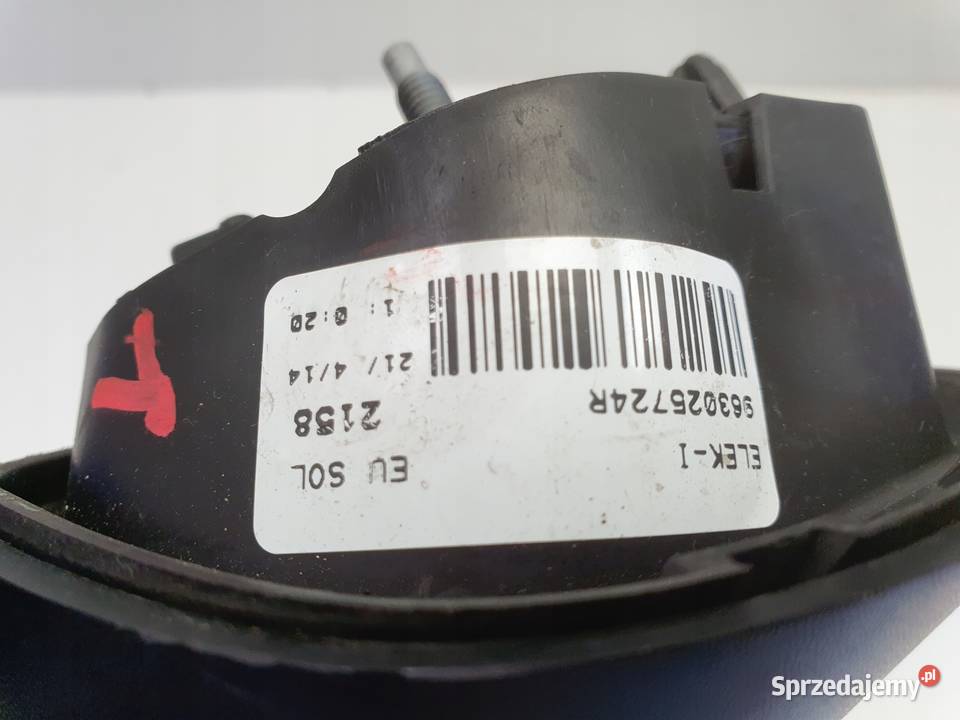 ELEK-I EU SOL
963025724R 2158
21/ 4/14
1: 0:20
Sprzedajemy.pl